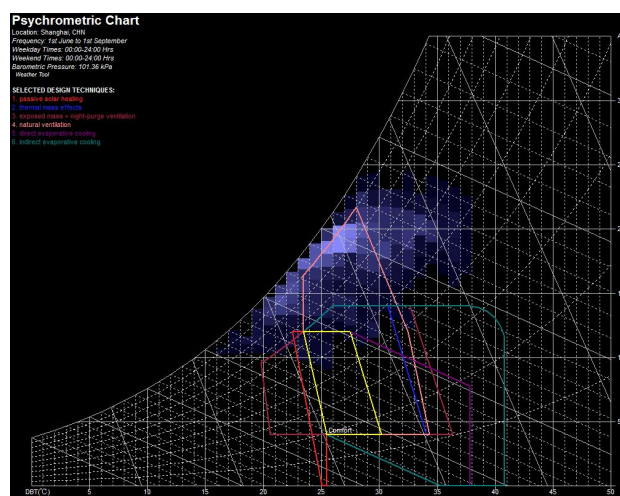 Psychrometric Chart
Location: Shanghai, CHN
Frequency: 1st June to 1st September
Weekday Times: 00:00-24:00 Hrs
Weekend Times: 00:00-24:00 Hrs
Barometric Pressure: 101.36 kPa
Weather Tool
SELECTED DESIGN TECHNIQUES:
1. passive solar heating
2. thermal mass effects
3. exposed mass + night-purge ventilation
4. natural ventilation
5. direct evaporative cooling
6. indirect evaporative cooling
Comfort
DBT(°C) 5 10 15 20 25 30 35 40 45 50